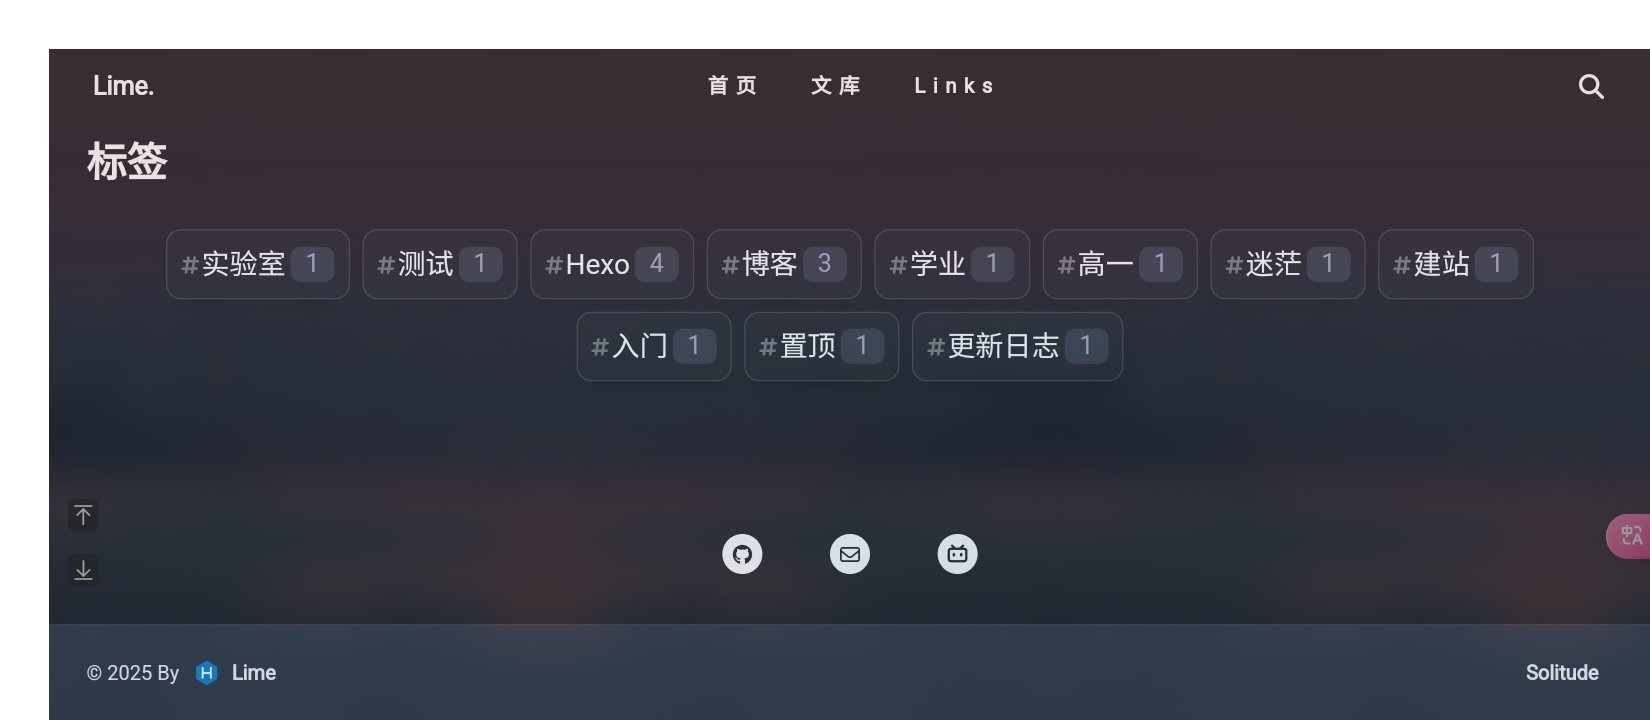 Lime. 首页 文库 Links
标签
#实验室 1 #测试 1 #Hexo 4 #博客 3 #学业 1 #高一 1 #迷茫 1 #建站 1
#入门 1 #置顶 1 #更新日志 1
© 2025 By Lime Solitude